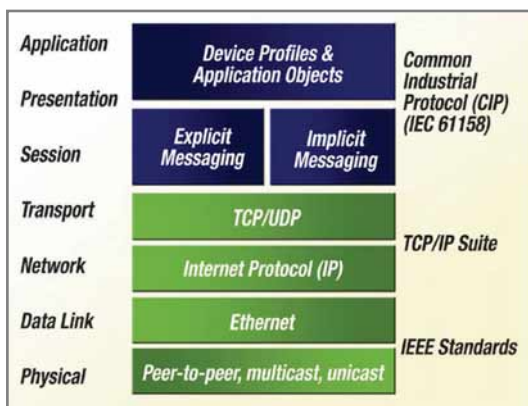 Application
Presentation
Session
Transport
Network
Data Link
Physical
Device Profiles &
Application Objects
Explicit
Messaging
Implicit
Messaging
TCP/UDP
Internet Protocol (IP)
Ethernet
Peer-to-peer, multicast, unicast
Common
Industrial
Protocol (CIP)
(IEC 61158)
TCP/IP Suite
IEEE Standards